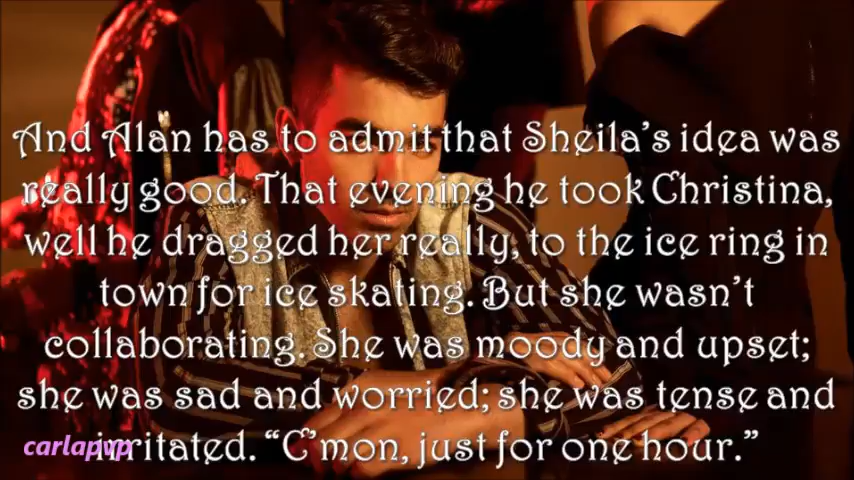 And Alan has to admit that Sheila's idea was
really good. That evening he took Christina,
well he dragged her really, to the ice ring in
town for ice skating. But she wasn't
collaborating. She was moody and upset;
she was sad and worried; she was tense and
irritated. “C'mon, just for one hour.”
carlapvp